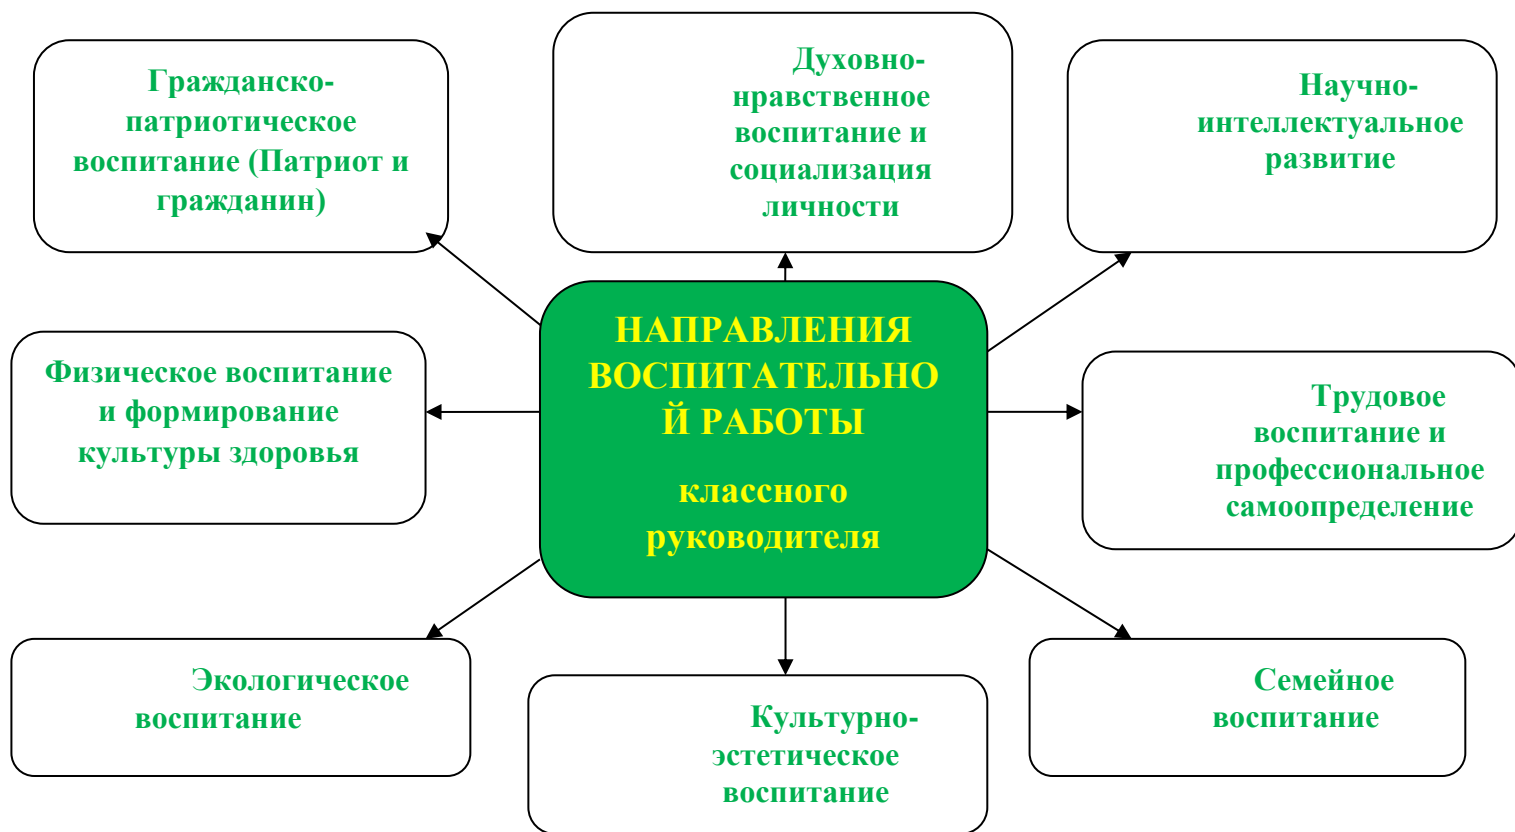 Гражданско-
патриотическое
воспитание (Патриот и
гражданин)
Духовно-
нравственное
воспитание и
социализация
личности
Научно-
интеллектуальное
развитие
Физическое воспитание
и формирование
культуры здоровья
НАПРАВЛЕНИЯ
ВОСПИТАТЕЛЬНО
Й РАБОТЫ
классного
руководителя
Трудовое
воспитание и
профессиональное
самоопределение
Экологическое
воспитание
Культурно-
эстетическое
воспитание
Семейное
воспитание